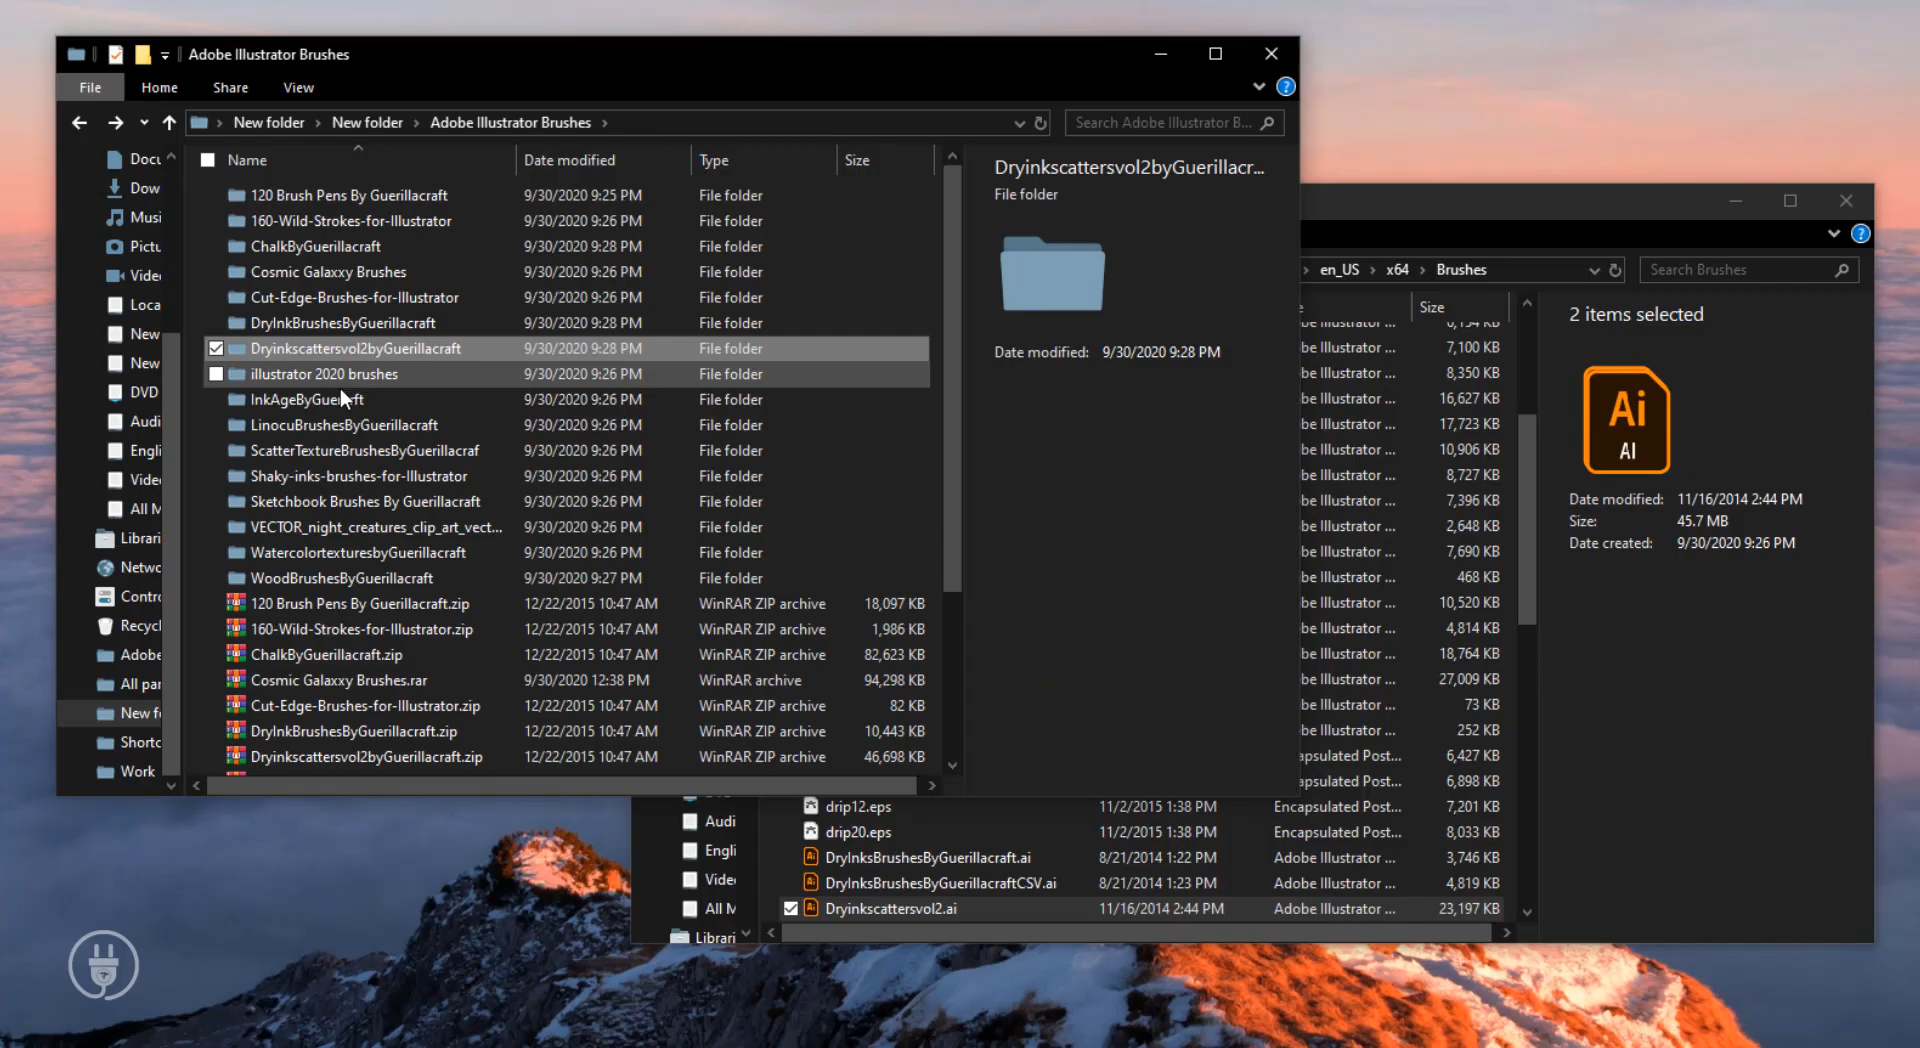 Adobe Illustrator Brushes
File Home Share View
New folder New folder Adobe Illustrator Brushes Search Adobe Illustrator B...
Name Date modified Type Size
120 Brush Pens By Guerillacraft 9/30/2020 9:25 PM File folder
160-Wild-Strokes-for-Illustrator 9/30/2020 9:26 PM File folder
ChalkByGuerillacraft 9/30/2020 9:28 PM File folder
Cosmic Galaxxy Brushes 9/30/2020 9:26 PM File folder
Cut-Edge-Brushes-for-Illustrator 9/30/2020 9:26 PM File folder
DryInkBrushesByGuerillacraft 9/30/2020 9:28 PM File folder
Dryinkscattersvol2byGuerillacraft 9/30/2020 9:28 PM File folder
illustrator 2020 brushes 9/30/2020 9:26 PM File folder
9/30/2020 9:26 PM File folder
LinocuBrushesByGuerillacraft 9/30/2020 9:26 PM File folder
ScatterTextureBrushesByGuerillacraf 9/30/2020 9:26 PM File folder
Shaky-inks-brushes-for-Illustrator 9/30/2020 9:26 PM File folder
Sketchbook Brushes By Guerillacraft 9/30/2020 9:26 PM File folder
VECTOR_night_creatures_clip_art_vect... 9/30/2020 9:26 PM File folder
WatercolortexturesbyGuerillacraft 9/30/2020 9:26 PM File folder
WoodBrushesByGuerillacraft 9/30/2020 9:27 PM File folder
120 Brush Pens By Guerillacraft.zip 12/22/2015 10:47 AM WinRAR ZIP archive 18,097 KB
160-Wild-Strokes-for-Illustrator.zip 12/22/2015 10:47 AM WinRAR ZIP archive 1,986 KB
ChalkByGuerillacraft.zip 12/22/2015 10:47 AM WinRAR ZIP archive 82,623 KB
Cosmic Galaxxy Brushes.rar 9/30/2020 12:38 PM WinRAR archive 94,298 KB
Cut-Edge-Brushes-for-Illustrator.zip 12/22/2015 10:47 AM WinRAR ZIP archive 82 KB
DryInkBrushesByGuerillacraft.zip 12/22/2015 10:47 AM WinRAR ZIP archive 10,443 KB
Dryinkscattersvol2byGuerillacraft.zip 12/22/2015 10:47 AM WinRAR ZIP archive 46,698 KB
Docu
Dow
Musi
Pictu
Video
Loca
New
New
DVD
Audi
Engli
Video
All M
Librari
Netwo
Contro
Recycl
Adobe
All par
New f
Shortc
Work
Dryinkscattersvol2byGuerillacr...
File folder
Date modified: 9/30/2020 9:28 PM
en_US x64 Brushes Search Brushes
Size
be Illustrator ... 7,100 KB
be Illustrator ... 8,350 KB
be Illustrator ... 16,627 KB
be Illustrator ... 17,723 KB
be Illustrator ... 10,906 KB
be Illustrator ... 8,727 KB
be Illustrator ... 7,396 KB
be Illustrator ... 2,648 KB
be Illustrator ... 7,690 KB
be Illustrator ... 468 KB
be Illustrator ... 10,520 KB
be Illustrator ... 4,814 KB
be Illustrator ... 18,764 KB
be Illustrator ... 27,009 KB
be Illustrator ... 73 KB
be Illustrator ... 252 KB
apsulated Post... 6,427 KB
apsulated Post... 6,898 KB
drip12.eps 11/2/2015 1:38 PM Encapsulated Post... 7,201 KB
drip20.eps 11/2/2015 1:38 PM Encapsulated Post... 8,033 KB
DryInksBrushesByGuerillacraft.ai 8/21/2014 1:22 PM Adobe Illustrator ... 3,746 KB
DryInksBrushesByGuerillacraftCSV.ai 8/21/2014 1:23 PM Adobe Illustrator ... 4,819 KB
Dryinkscattersvol2.ai 11/16/2014 2:44 PM Adobe Illustrator ... 23,197 KB
Audi
Engli
Video
All M
Librari
2 items selected
Ai
AI
Date modified: 11/16/2014 2:44 PM
Size: 45.7 MB
Date created: 9/30/2020 9:26 PM